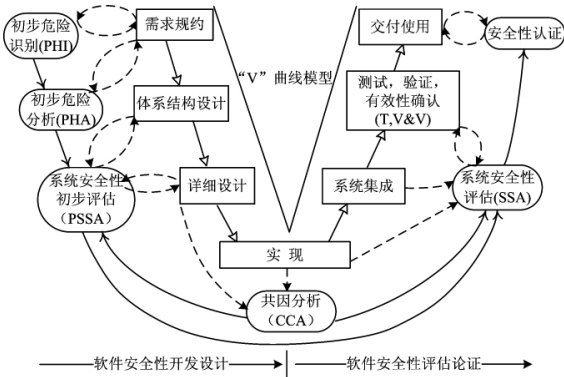 初步危险
识别(PHI)
需求规约
交付使用
安全性认证
“V”曲线模型
初步危险
分析(PHA)
体系结构设计
测试，验证，
有效性确认
(T,V&V)
系统安全性
初步评估
(PSSA)
详细设计
系统集成
系统安全性
评估(SSA)
实 现
共因分析
(CCA)
软件安全性开发设计
软件安全性评估论证